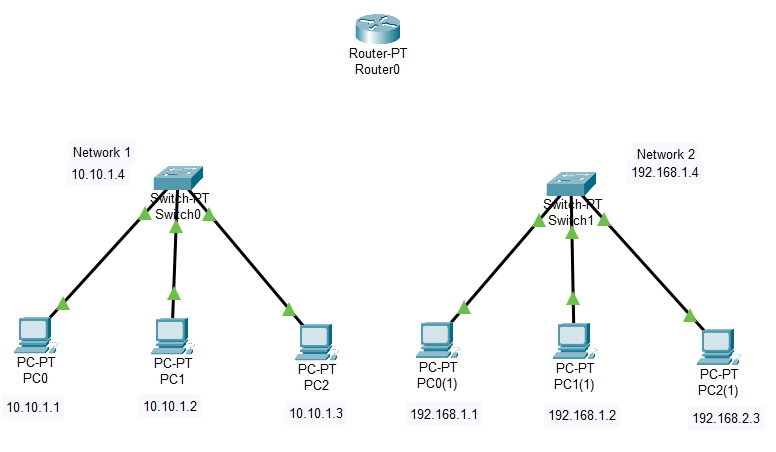 Router-PT
Router0
Network 1
10.10.1.4
Switch-PT
Switch0
Network 2
192.168.1.4
Switch-PT
Switch1
PC-PT
PC0
10.10.1.1
PC-PT
PC1
10.10.1.2
PC-PT
PC2
10.10.1.3
PC-PT
PC0(1)
192.168.1.1
PC-PT
PC1(1)
192.168.1.2
PC-PT
PC2(1)
192.168.2.3